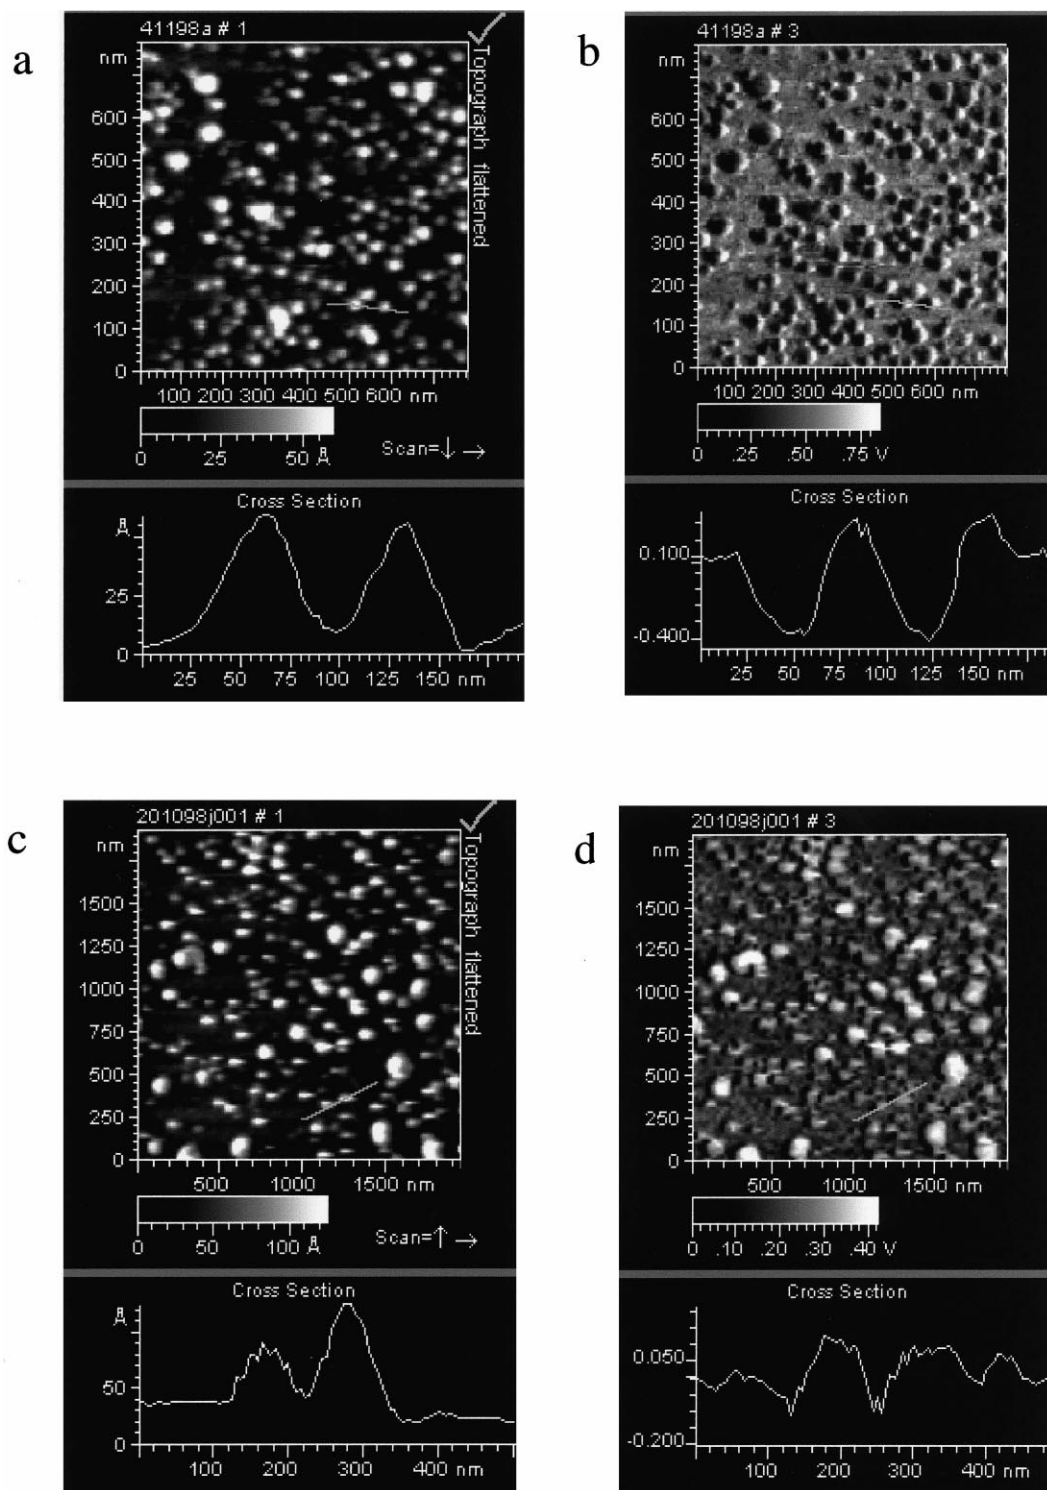 a
41198a # 1
nm
600
500
400
300
200
100
0
100 200 300 400 500 600 nm
0 25 50 Å
Scan=↓→
Topograph flattened
Cross Section
Å
25
0
25 50 75 100 125 150 nm
b
41198a # 3
nm
600
500
400
300
200
100
0
100 200 300 400 500 600 nm
0 .25 .50 .75 V
Cross Section
0.100
-0.400
25 50 75 100 125 150 nm
c
201098j001 # 1
nm
1500
1250
1000
750
500
250
0
500 1000 1500 nm
0 50 100 Å
Scan=↑→
Topograph flattened
Cross Section
Å
50
0
100 200 300 400 nm
d
201098j001 # 3
nm
1500
1250
1000
750
500
250
0
500 1000 1500 nm
0 .10 .20 .30 .40 V
Cross Section
0.050
-0.200
100 200 300 400 nm